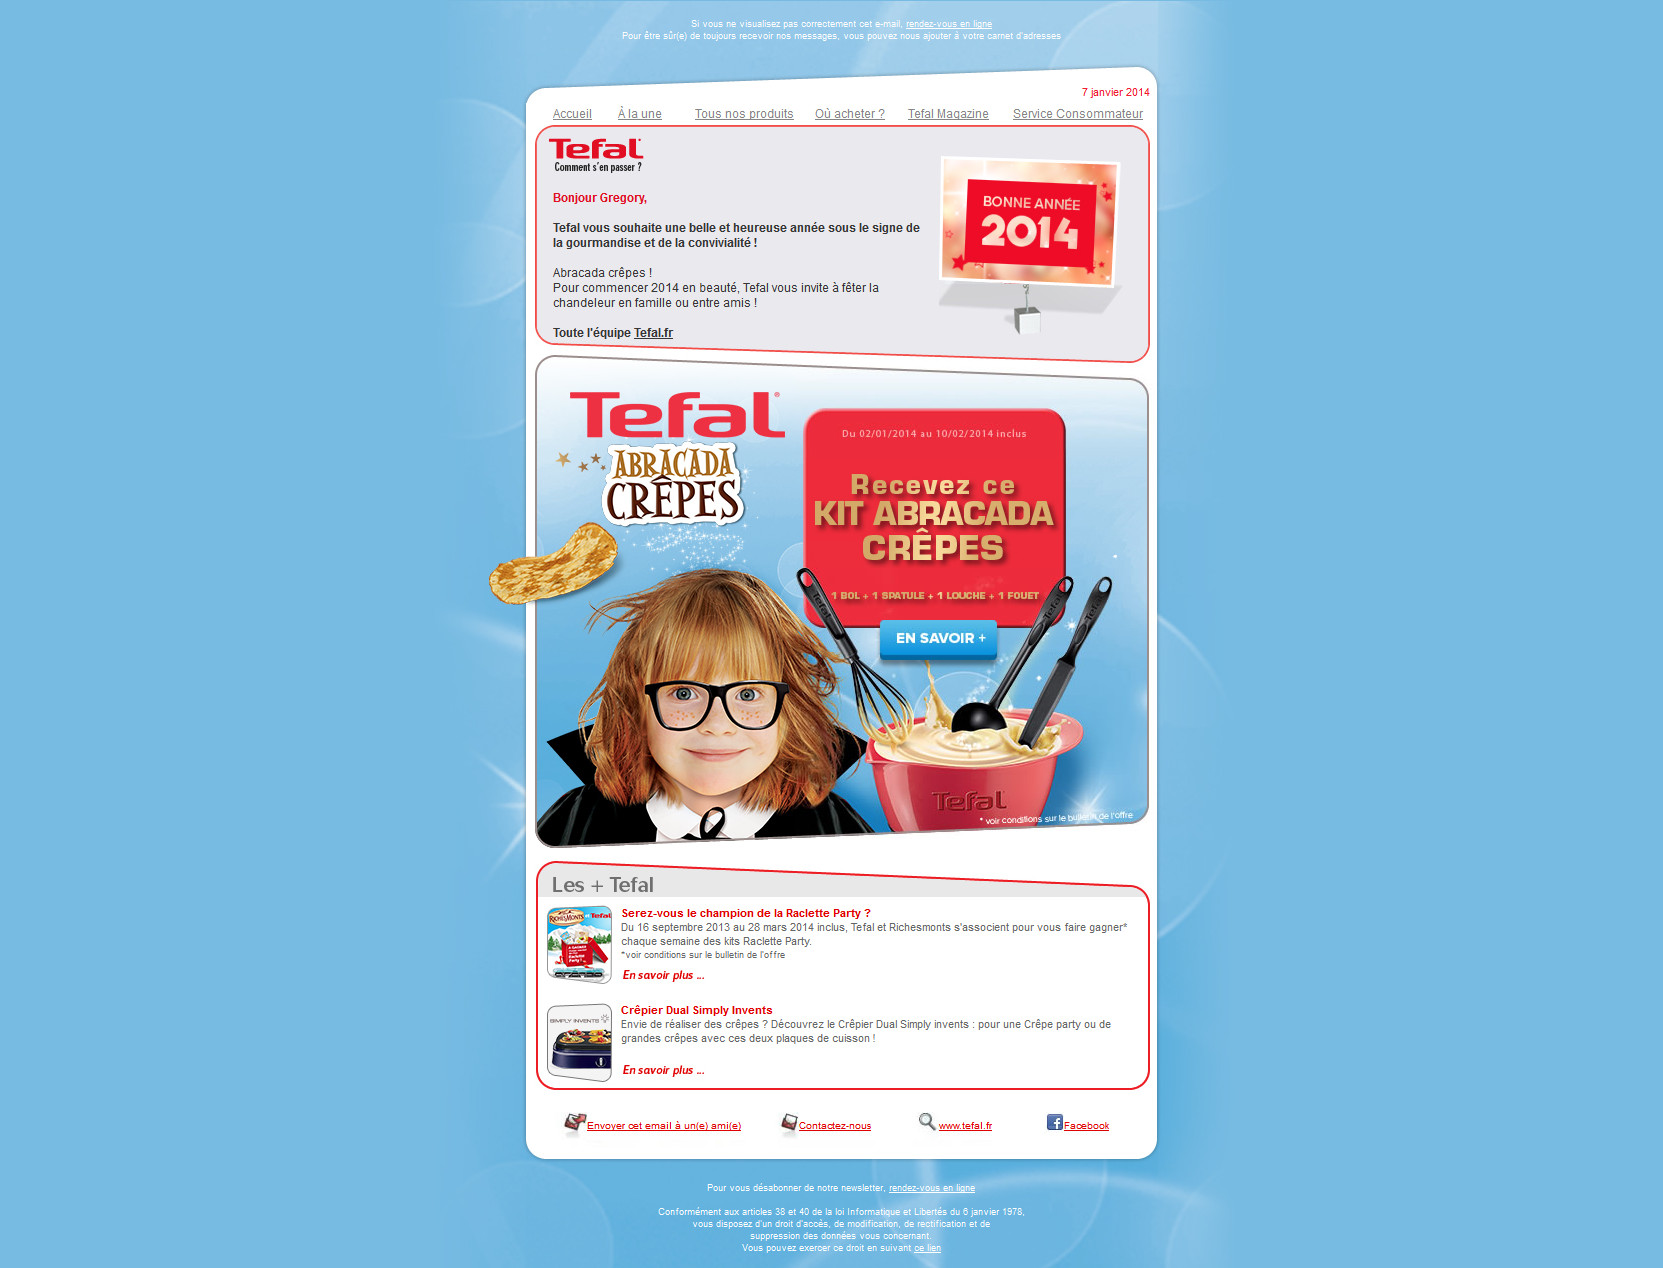 Si vous ne visualisez pas correctement cet e-mail, rendez-vous en ligne
Pour être sûr(e) de toujours recevoir nos messages, vous pouvez nous ajouter à votre carnet d'adresses
7 janvier 2014
Accueil À la une Tous nos produits Où acheter ? Tefal Magazine Service Consommateur
Tefal
Comment s'en passer ?
Bonjour Gregory,
Tefal vous souhaite une belle et heureuse année sous le signe de
la gourmandise et de la convivialité !
Abracada crêpes !
Pour commencer 2014 en beauté, Tefal vous invite à fêter la
chandeleur en famille ou entre amis !
Toute l'équipe Tefal.fr
BONNE ANNÉE
2014
Tefal
ABRACADA
CRÊPES
Du 02/01/2014 au 10/02/2014 inclus
Recevez ce
KIT ABRACADA
CRÊPES
1 BOL + 1 SPATULE + 1 LOUCHE + 1 FOUET
EN SAVOIR +
Tefal
Tefal
Tefal
Tefal
* voir conditions sur le bulletin de l'offre
Les + Tefal
RICHESMONTS Tefal
Raclette
Party !
Serez-vous le champion de la Raclette Party ?
Du 16 septembre 2013 au 28 mars 2014 inclus, Tefal et Richesmonts s'associent pour vous faire gagner*
chaque semaine des kits Raclette Party.
*voir conditions sur le bulletin de l'offre
En savoir plus ...
SIMPLY INVENTS
Crêpier Dual Simply Invents
Envie de réaliser des crêpes ? Découvrez le Crêpier Dual Simply invents : pour une Crêpe party ou de
grandes crêpes avec ces deux plaques de cuisson !
En savoir plus ...
Envoyer cet email à un(e) ami(e) Contactez-nous www.tefal.fr Facebook
Pour vous désabonner de notre newsletter, rendez-vous en ligne
Conformément aux articles 38 et 40 de la loi Informatique et Libertés du 6 janvier 1978,
vous disposez d'un droit d'accès, de modification, de rectification et de
suppression des données vous concernant.
Vous pouvez exercer ce droit en suivant ce lien